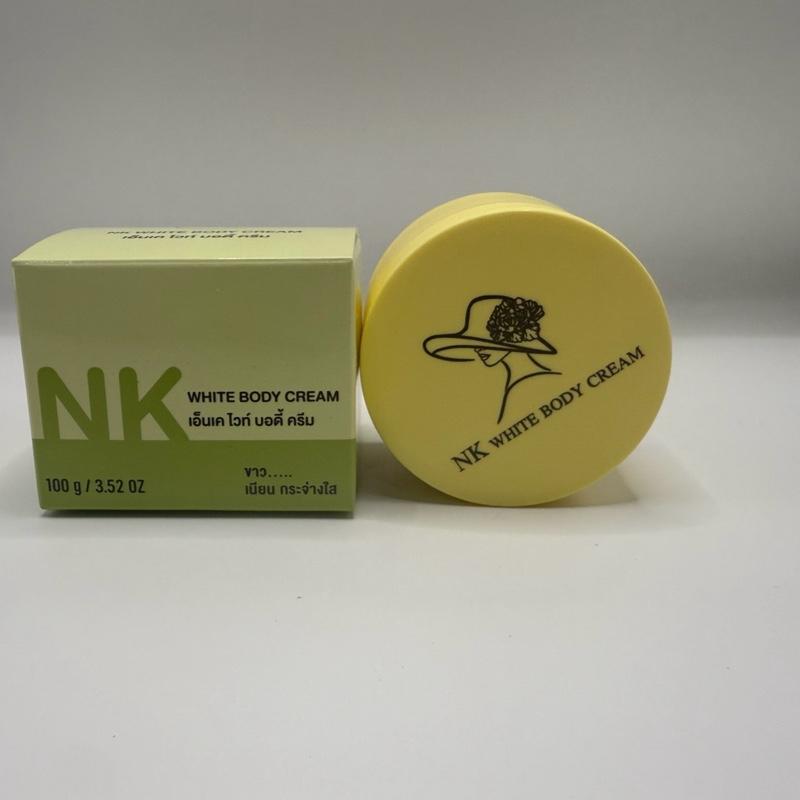 NK WHITE BODY CREAM
เอ็นเค ไวท์ บอดี้ ครีม
NK
WHITE BODY CREAM
เอ็นเค ไวท์ บอดี้ ครีม
100 g / 3.52 OZ
ขาว.....
เนียน กระจ่างใส
NK WHITE BODY CREAM